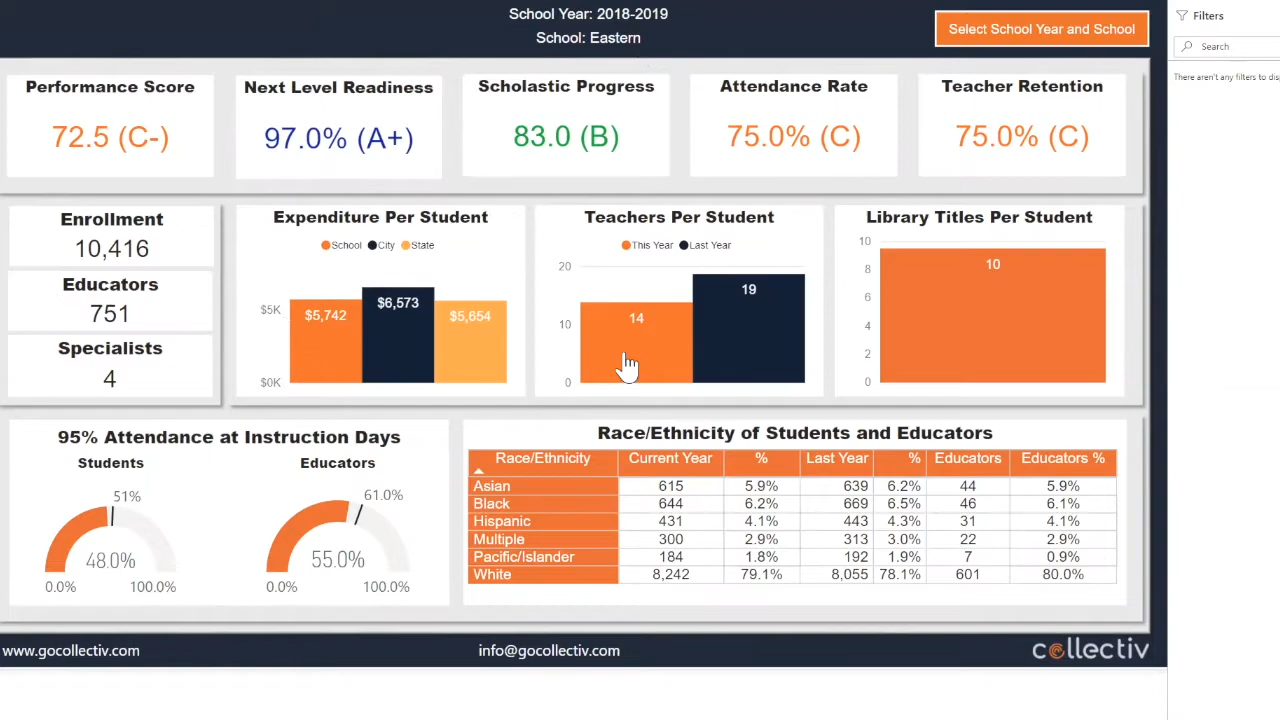 School Year: 2018-2019
School: Eastern
Select School Year and School
Filters
Search
There aren't any filters to
Performance Score
72.5 (C-)
Next Level Readiness
97.0% (A+)
Scholastic Progress
83.0 (B)
Attendance Rate
75.0% (C)
Teacher Retention
75.0% (C)
Enrollment
10,416
Educators
751
Specialists
4
Expenditure Per Student
School City State
$5K
$0K
$5,742
$6,573
$5,654
Teachers Per Student
This Year Last Year
20
10
0
14
19
Library Titles Per Student
10
8
6
4
2
0
10
95% Attendance at Instruction Days
Students
51%
48.0%
0.0% 100.0%
Educators
61.0%
55.0%
0.0% 100.0%
Race/Ethnicity of Students and Educators
Race/Ethnicity Current Year % Last Year % Educators Educators %
Asian 615 5.9% 639 6.2% 44 5.9%
Black 644 6.2% 669 6.5% 46 6.1%
Hispanic 431 4.1% 443 4.3% 31 4.1%
Multiple 300 2.9% 313 3.0% 22 2.9%
Pacific/Islander 184 1.8% 192 1.9% 7 0.9%
White 8,242 79.1% 8,055 78.1% 601 80.0%
www.gocollectiv.com
info@gocollectiv.com
collectiv